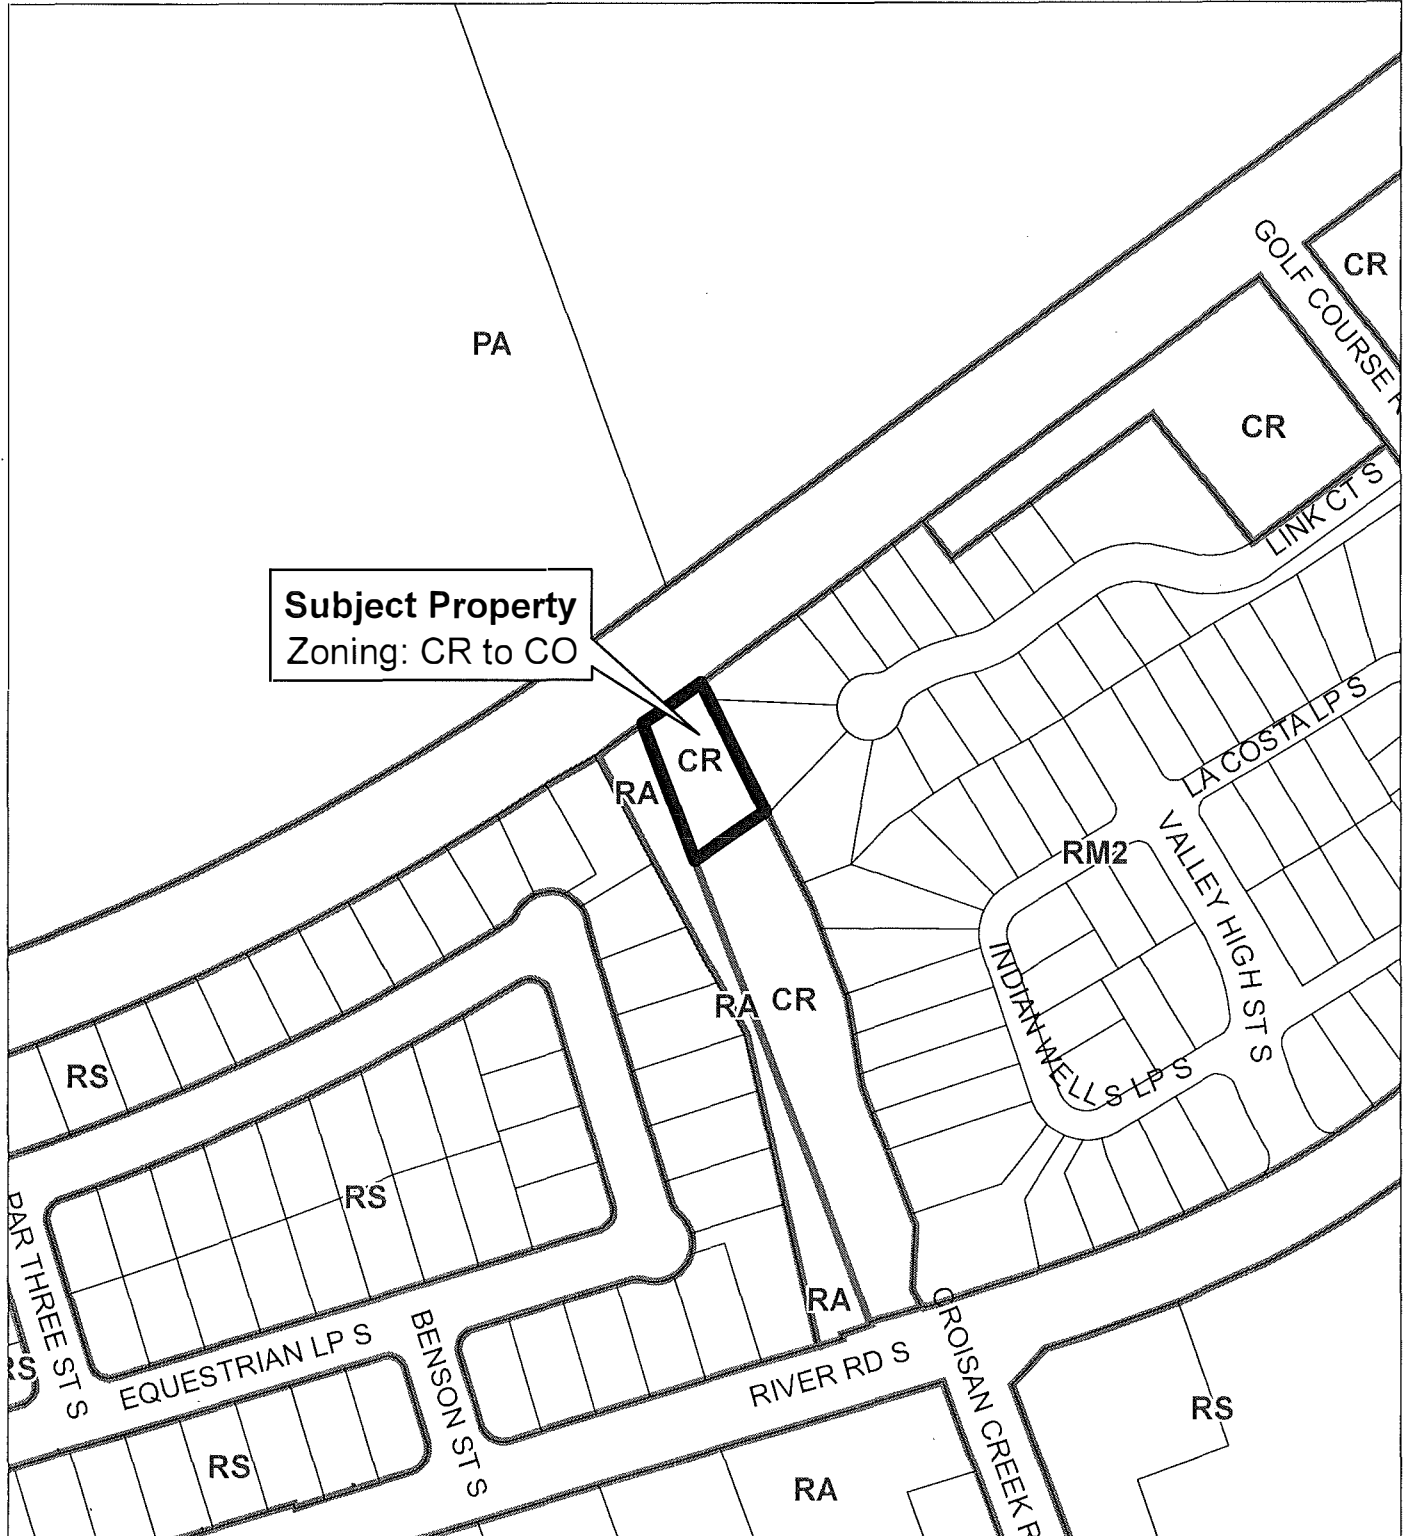 GOLF COURSE R
CR
PA
CR
LINK CT S
Subject Property
Zoning: CR to CO
LA COSTA LP S
CR
RA
RM2
VALLEY HIGH ST S
INDIAN WELLS LP S
RA
CR
RS
RS
PAR THREE ST S
RA
CROISAN CREEK R
BENSON ST S
EQUESTRIAN LP S
RS
RIVER RD S
RS
RS
RA